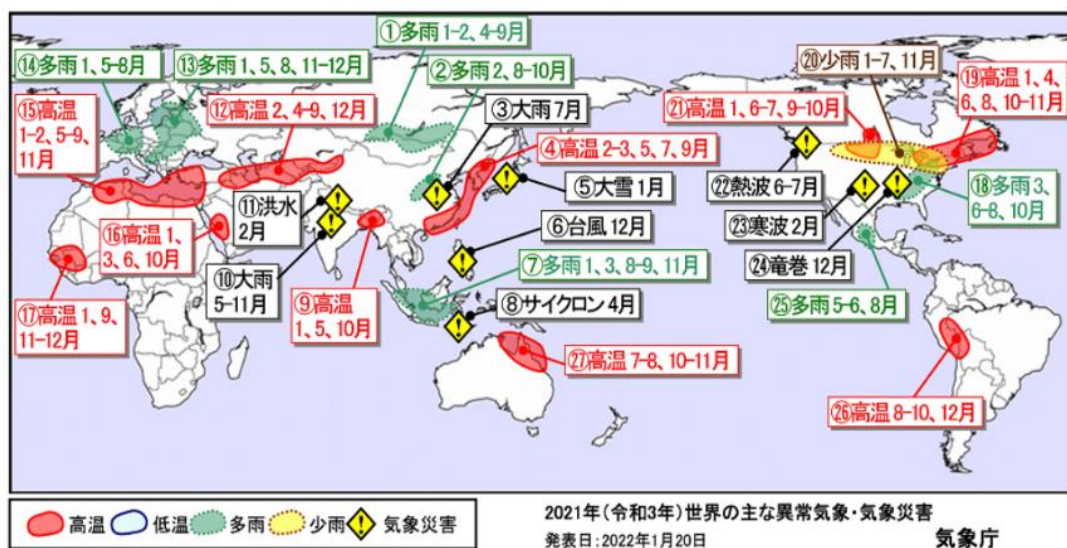 ①多雨 1-2、4-9月
⑭多雨 1、5-8月
⑬多雨 1、5、8、11-12月
②多雨 2、8-10月
⑳少雨 1-7、11月
⑲高温 1、4、
6、8、10-11月
⑮高温
1-2、5-9、
11月
⑫高温 2、4-9、12月
③大雨 7月
㉑高温 1、6-7、9-10月
④高温 2-3、5、7、9月
㉒熱波 6-7月
⑤大雪 1月
⑱多雨 3、
6-8、10月
⑪洪水
2月
㉓寒波 2月
⑯高温 1、
3、6、10月
⑥台風 12月
⑩大雨
5-11月
⑦多雨 1、3、8-9、11月
㉔竜巻 12月
⑨高温
1、5、10月
⑧サイクロン 4月
⑰高温 1、9、
11-12月
㉕多雨 5-6、8月
㉗高温 7-8、10-11月
㉖高温 8-10、12月
高温 低温 多雨 少雨 気象災害
2021年(令和3年)世界の主な異常気象・気象災害
発表日:2022年1月20日
気象庁